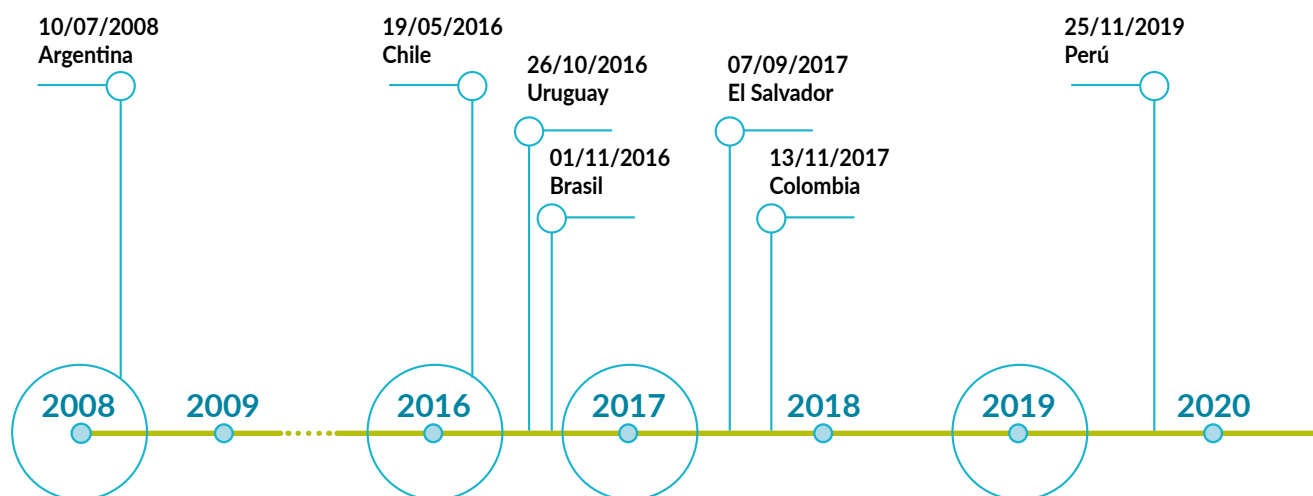 10/07/2008
Argentina
19/05/2016
Chile
26/10/2016
Uruguay
01/11/2016
Brasil
07/09/2017
El Salvador
13/11/2017
Colombia
25/11/2019
Perú
2008
2009
2016
2017
2018
2019
2020